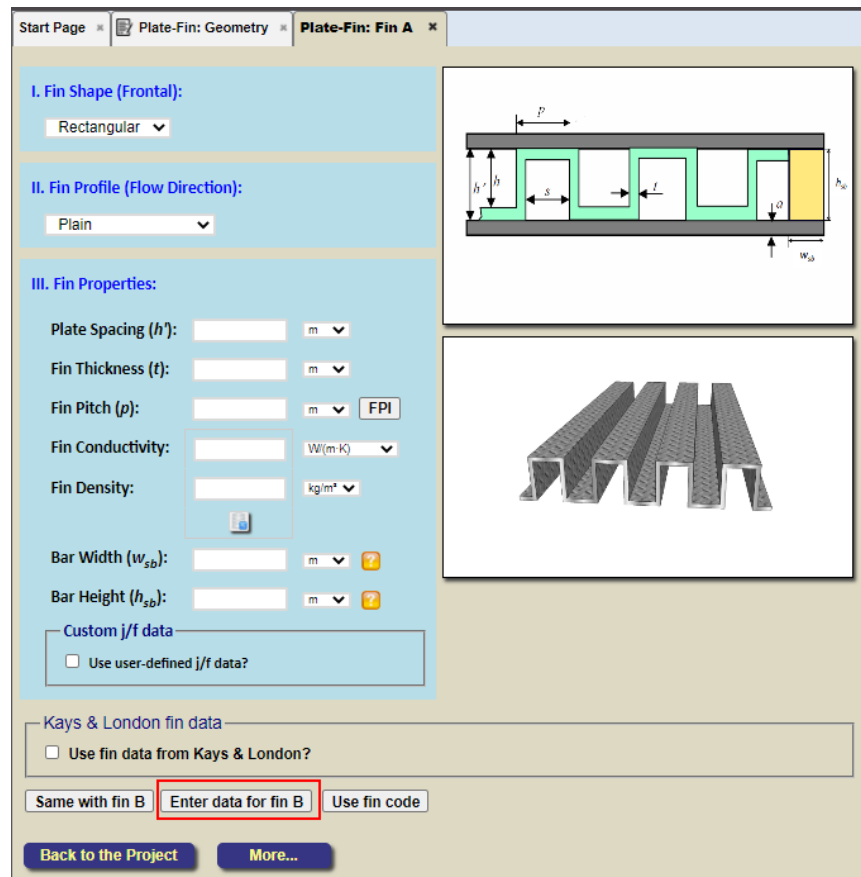 Start Page × Plate-Fin: Geometry × Plate-Fin: Fin A ×
I. Fin Shape (Frontal):
Rectangular
II. Fin Profile (Flow Direction):
Plain
III. Fin Properties:
Plate Spacing (h'): m
Fin Thickness (t): m
Fin Pitch (p): m FPI
Fin Conductivity: W/(m·K)
Fin Density: kg/m³
Bar Width (wsb): m ?
Bar Height (hsb): m ?
Custom j/f data
Use user-defined j/f data?
p
h' h s t hsb
a
wsb
Kays & London fin data
Use fin data from Kays & London?
Same with fin B Enter data for fin B Use fin code
Back to the Project More...